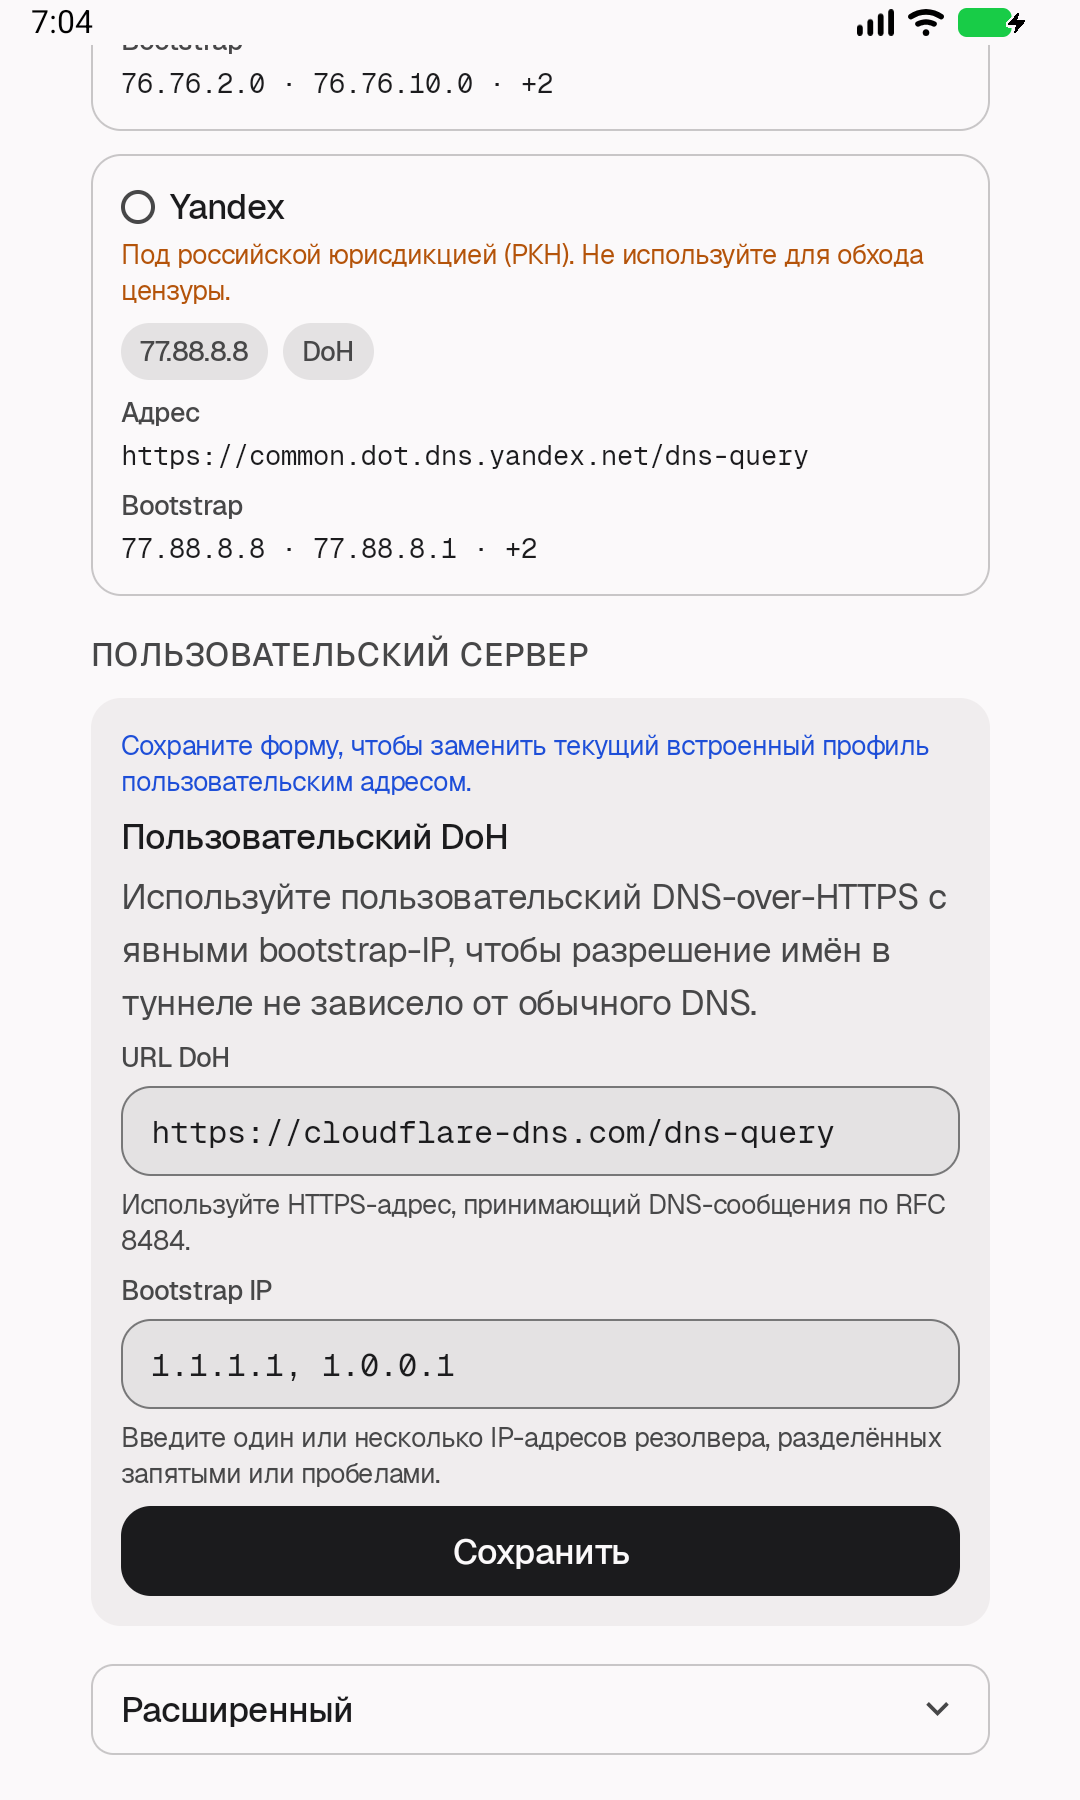 7:04
Bootstrap
76.76.2.0 · 76.76.10.0 · +2
Yandex
Под российской юрисдикцией (РКН). Не используйте для обхода
цензуры.
77.88.8.8 DoH
Адрес
https://common.dot.dns.yandex.net/dns-query
Bootstrap
77.88.8.8 · 77.88.8.1 · +2
ПОЛЬЗОВАТЕЛЬСКИЙ СЕРВЕР
Сохраните форму, чтобы заменить текущий встроенный профиль
пользовательским адресом.
Пользовательский DoH
Используйте пользовательский DNS-over-HTTPS с
явными bootstrap-IP, чтобы разрешение имён в
туннеле не зависело от обычного DNS.
URL DoH
https://cloudflare-dns.com/dns-query
Используйте HTTPS-адрес, принимающий DNS-сообщения по RFC
8484.
Bootstrap IP
1.1.1.1, 1.0.0.1
Введите один или несколько IP-адресов резолвера, разделённых
запятыми или пробелами.
Сохранить
Расширенный